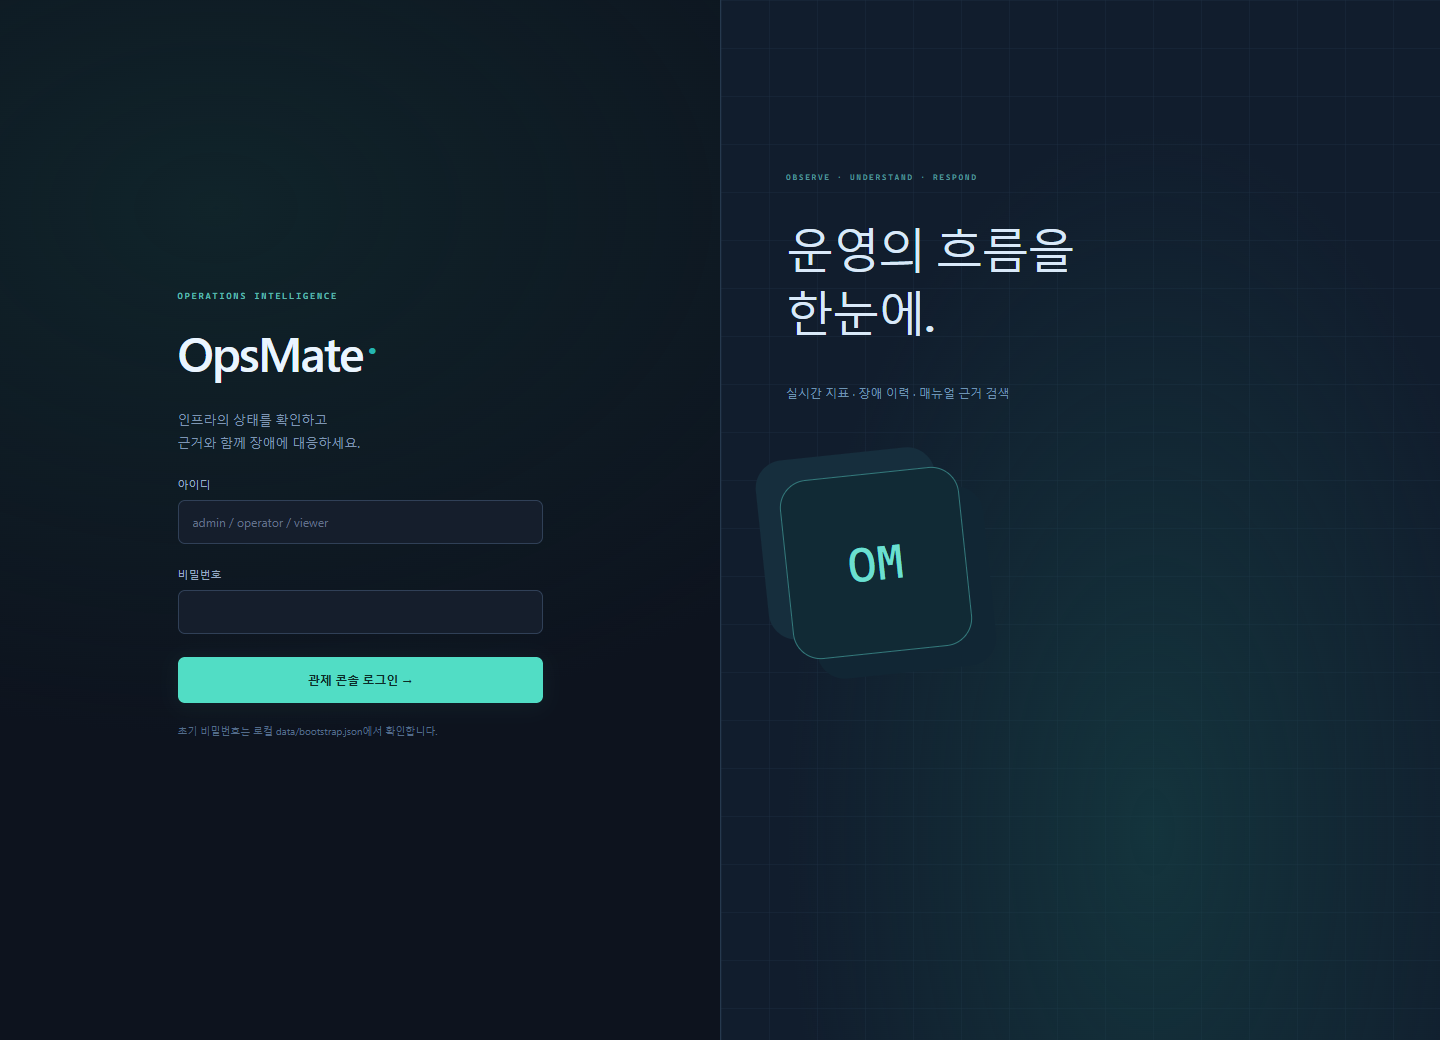 OPERATIONS INTELLIGENCE
OpsMate
인프라의 상태를 확인하고
근거와 함께 장애에 대응하세요.
아이디
admin / operator / viewer
비밀번호
관제 콘솔 로그인 →
초기 비밀번호는 로컬 data/bootstrap.json에서 확인합니다.
OBSERVE · UNDERSTAND · RESPOND
운영의 흐름을
한눈에.
실시간 지표 · 장애 이력 · 매뉴얼 근거 검색
OM